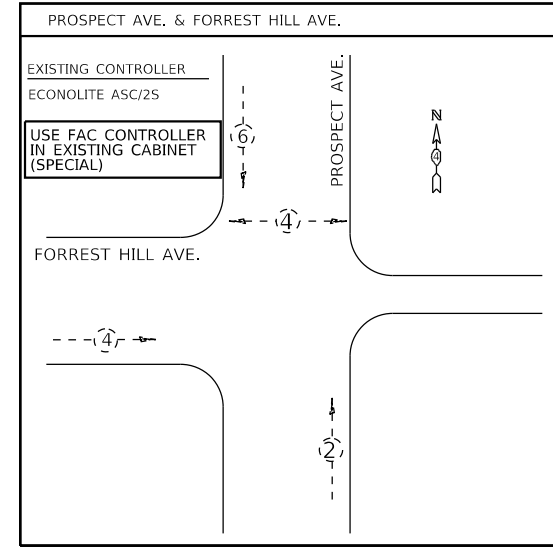 PROSPECT AVE. & FORREST HILL AVE.
EXISTING CONTROLLER
ECONOLITE ASC/2S
USE FAC CONTROLLER
IN EXISTING CABINET
(SPECIAL)
6
PROSPECT AVE.
N
4
4
FORREST HILL AVE.
4
2